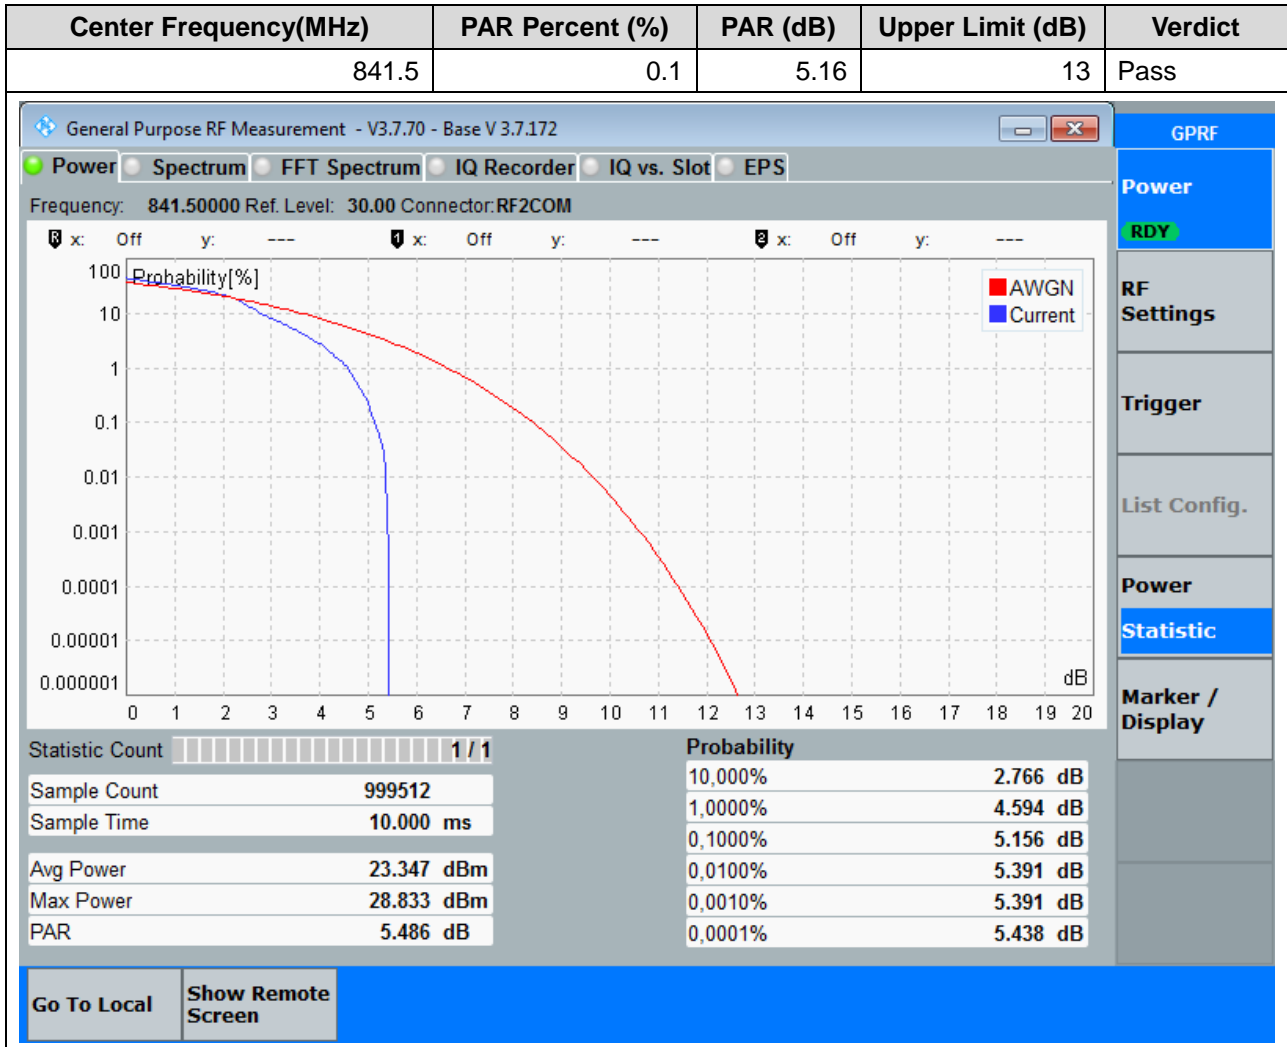 Center Frequency(MHz) PAR Percent (%) PAR (dB) Upper Limit (dB) Verdict
841.5 0.1 5.16 13 Pass
General Purpose RF Measurement - V3.7.70 - Base V 3.7.172
GPRF
Power Spectrum FFT Spectrum IQ Recorder IQ vs. Slot EPS
Frequency: 841.50000 Ref. Level: 30.00 Connector: RF2COM
R x: Off y: --- 1 x: Off y: --- 2 x: Off y: ---
Probability[%]
AWGN
Current
100
10
1
0.1
0.01
0.001
0.0001
0.00001
0.000001
dB
0 1 2 3 4 5 6 7 8 9 10 11 12 13 14 15 16 17 18 19 20
Statistic Count 1 / 1
Sample Count 999512
Sample Time 10.000 ms
Avg Power 23.347 dBm
Max Power 28.833 dBm
PAR 5.486 dB
Probability
10,000% 2.766 dB
1,0000% 4.594 dB
0,1000% 5.156 dB
0,0100% 5.391 dB
0,0010% 5.391 dB
0,0001% 5.438 dB
Power
RDY
RF
Settings
Trigger
List Config.
Power
Statistic
Marker /
Display
Go To Local
Show Remote
Screen